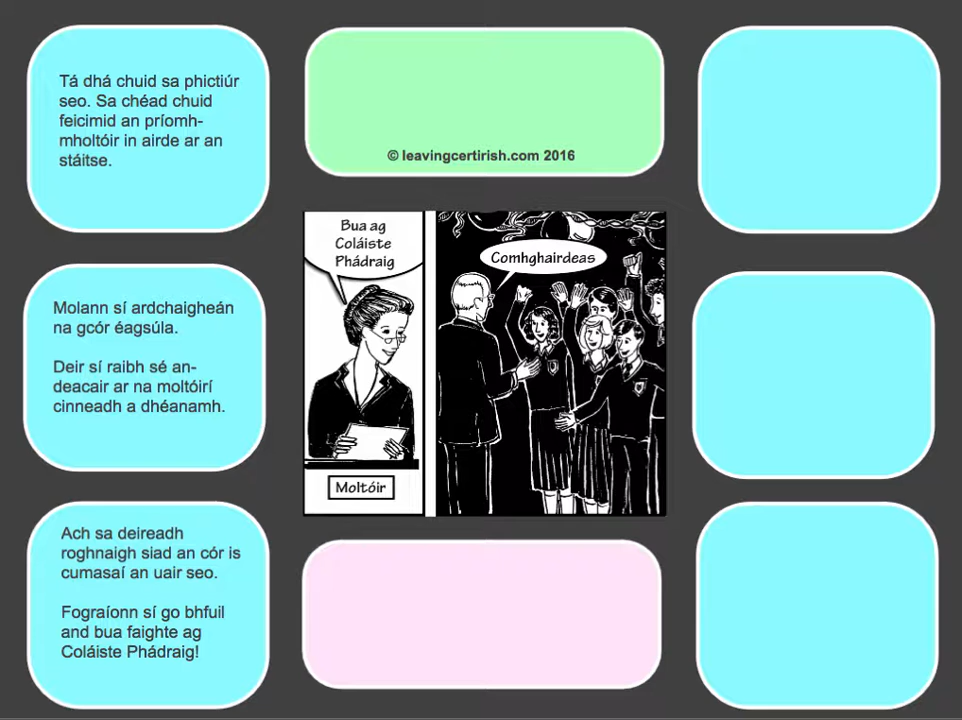 Tá dhá chuid sa phictiúr
seo. Sa chéad chuid
feicimid an príomh-
mholtóir in airde ar an
stáitse.
© leavingcertirish.com 2016
Molann sí ardchaigheán
na gcór éagsúla.
Deir sí raibh sé an-
deacair ar na moltóirí
cinneadh a dhéanamh.
Ach sa deireadh
roghnaigh siad an cór is
cumasaí an uair seo.
Fograíonn sí go bhfuil
and bua faighte ag
Coláiste Phádraig!
Bua ag
Coláiste
Phádraig
Moltóir
Comhghairdeas